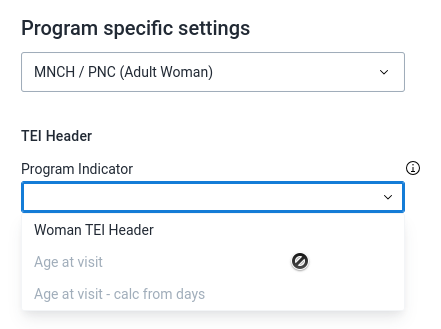 Program specific settings
MNCH / PNC (Adult Woman)
TEI Header
Program Indicator
Woman TEI Header
Age at visit
Age at visit - calc from days